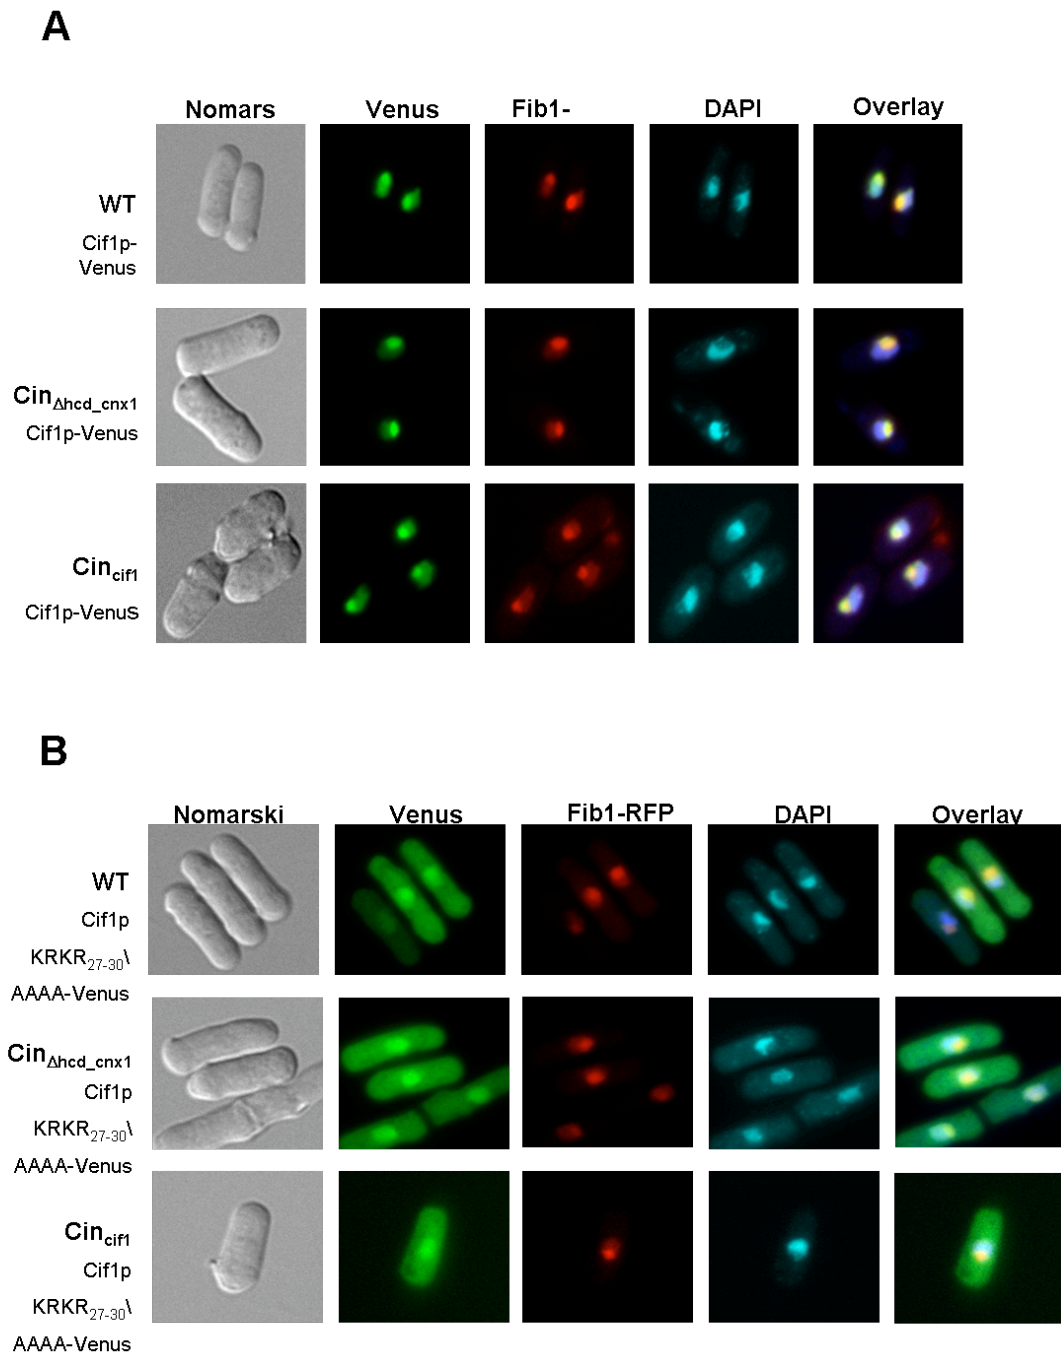 A
Nomars Venus Fib1- DAPI Overlay
WT
Cif1p-
Venus
CinΔhcd_cnx1
Cif1p-Venus
Cincif1
Cif1p-Venus
B
Nomarski Venus Fib1-RFP DAPI Overlay
WT
Cif1p
KRKR27-30\
AAAA-Venus
CinΔhcd_cnx1
Cif1p
KRKR27-30\
AAAA-Venus
Cincif1
Cif1p
KRKR27-30\
AAAA-Venus